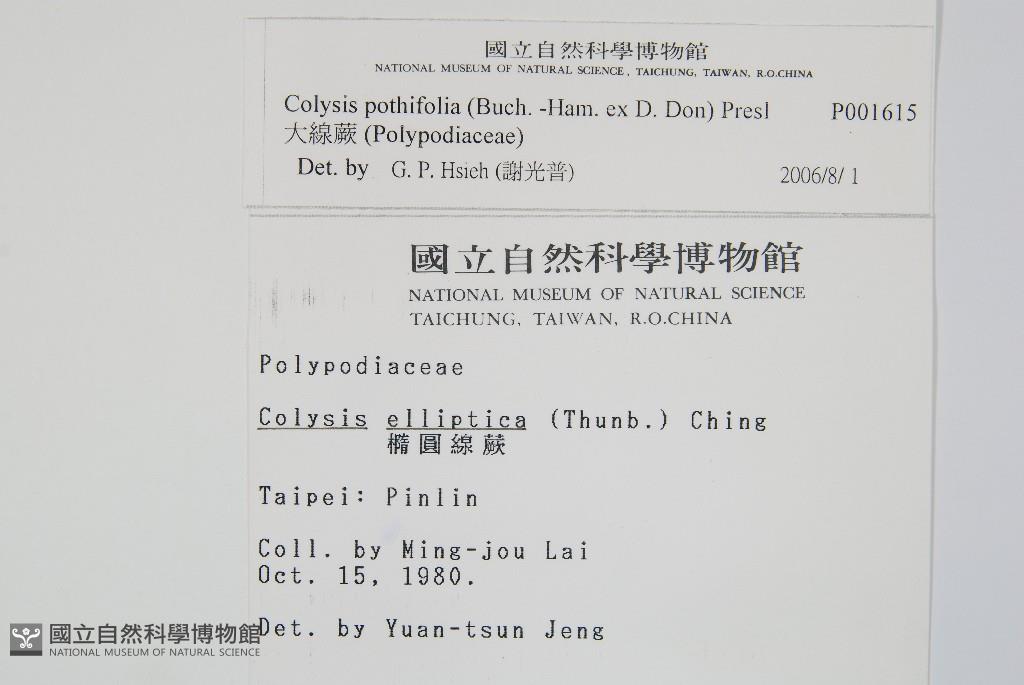 國立自然科學博物館
NATIONAL MUSEUM OF NATURAL SCIENCE, TAICHUNG, TAIWAN, R.O.CHINA
Colysis pothifolia (Buch. -Ham. ex D. Don) Presl P001615
大線蕨 (Polypodiaceae)
Det. by G. P. Hsieh (謝光普) 2006/8/ 1
國立自然科學博物館
NATIONAL MUSEUM OF NATURAL SCIENCE
TAICHUNG, TAIWAN, R.O.CHINA
Polypodiaceae
Colysis elliptica (Thunb.) Ching
橢圓線蕨
Taipei: Pinlin
Coll. by Ming-jou Lai
Oct. 15, 1980.
Det. by Yuan-tsun Jeng
國立自然科學博物館
NATIONAL MUSEUM OF NATURAL SCIENCE